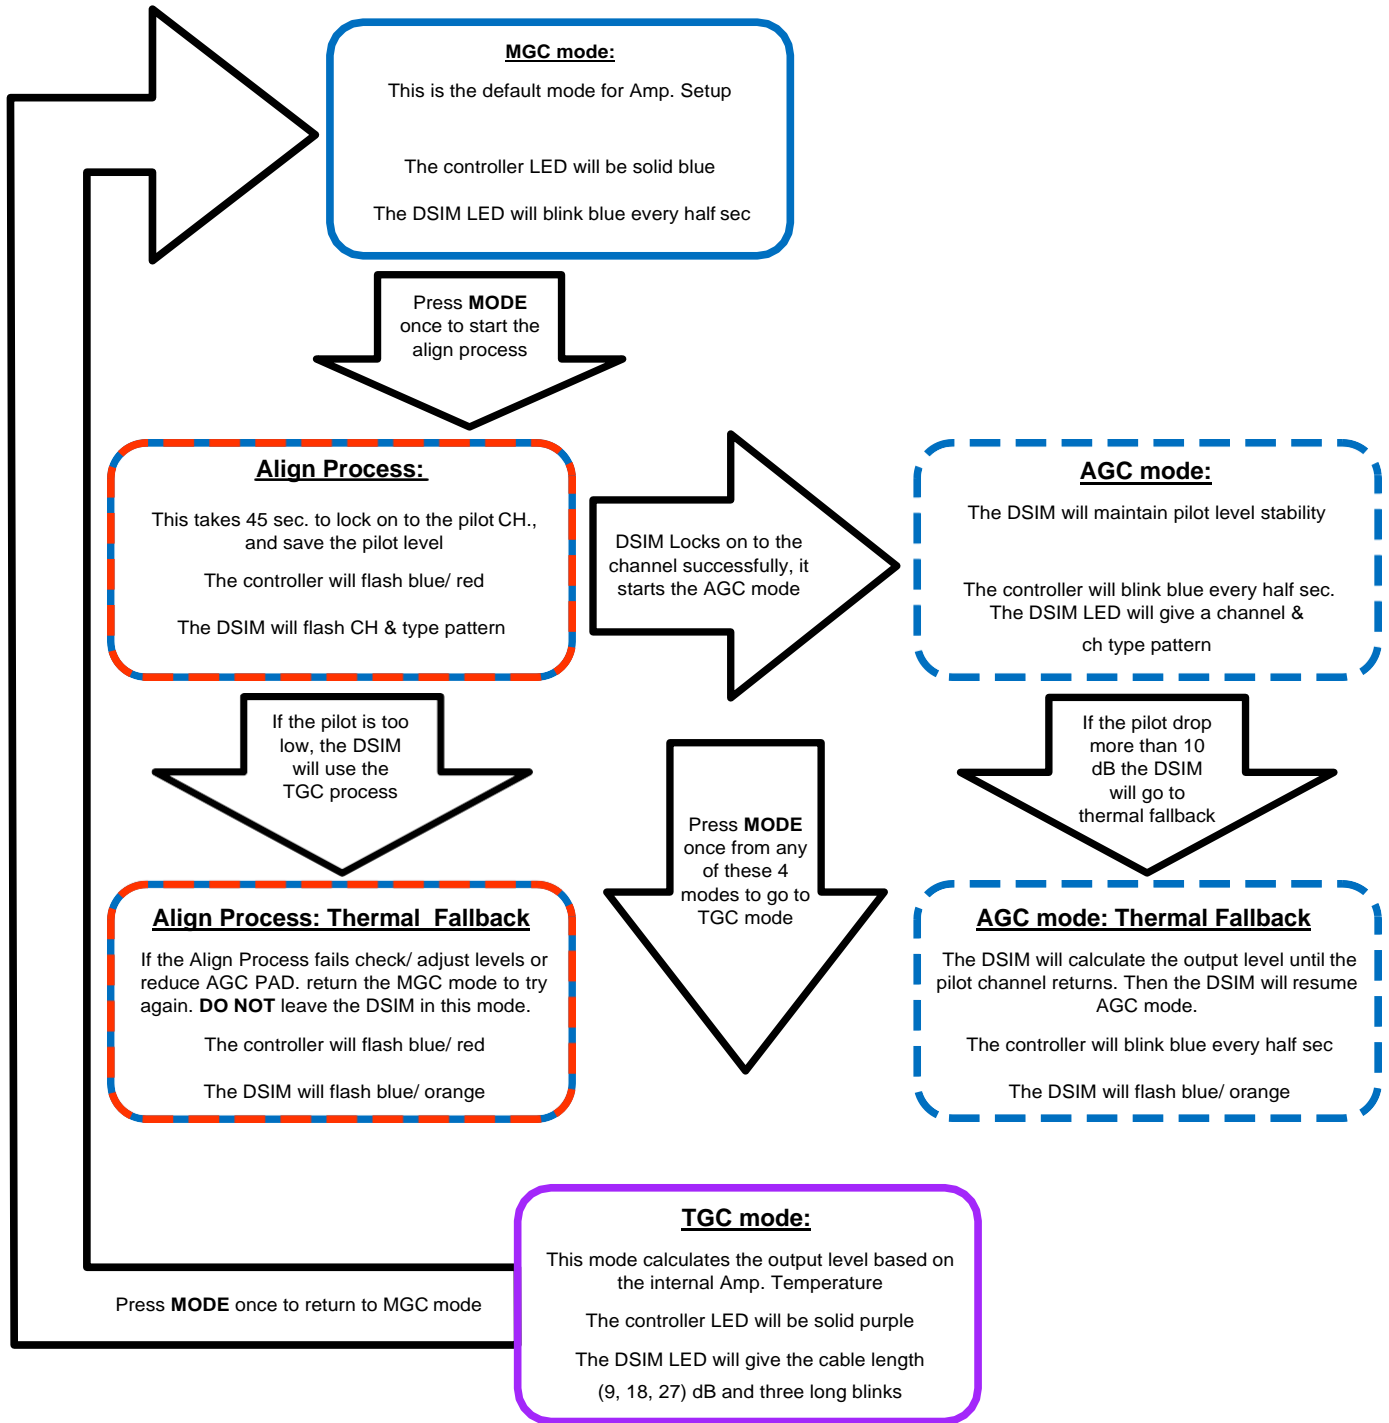 MGC mode:
This is the default mode for Amp. Setup
The controller LED will be solid blue
The DSIM LED will blink blue every half sec
Press MODE
once to start the
align process
Align Process:
This takes 45 sec. to lock on to the pilot CH.,
and save the pilot level
The controller will flash blue/ red
The DSIM will flash CH & type pattern
DSIM Locks on to the
channel successfully, it
starts the AGC mode
AGC mode:
The DSIM will maintain pilot level stability
The controller will blink blue every half sec.
The DSIM LED will give a channel &
ch type pattern
If the pilot is too
low, the DSIM
will use the
TGC process
Press MODE
once from any
of these 4
modes to go to
TGC mode
If the pilot drop
more than 10
dB the DSIM
will go to
thermal fallback
Align Process: Thermal Fallback
If the Align Process fails check/ adjust levels or
reduce AGC PAD. return the MGC mode to try
again. DO NOT leave the DSIM in this mode.
The controller will flash blue/ red
The DSIM will flash blue/ orange
AGC mode: Thermal Fallback
The DSIM will calculate the output level until the
pilot channel returns. Then the DSIM will resume
AGC mode.
The controller will blink blue every half sec
The DSIM will flash blue/ orange
TGC mode:
This mode calculates the output level based on
the internal Amp. Temperature
The controller LED will be solid purple
The DSIM LED will give the cable length
(9, 18, 27) dB and three long blinks
Press MODE once to return to MGC mode